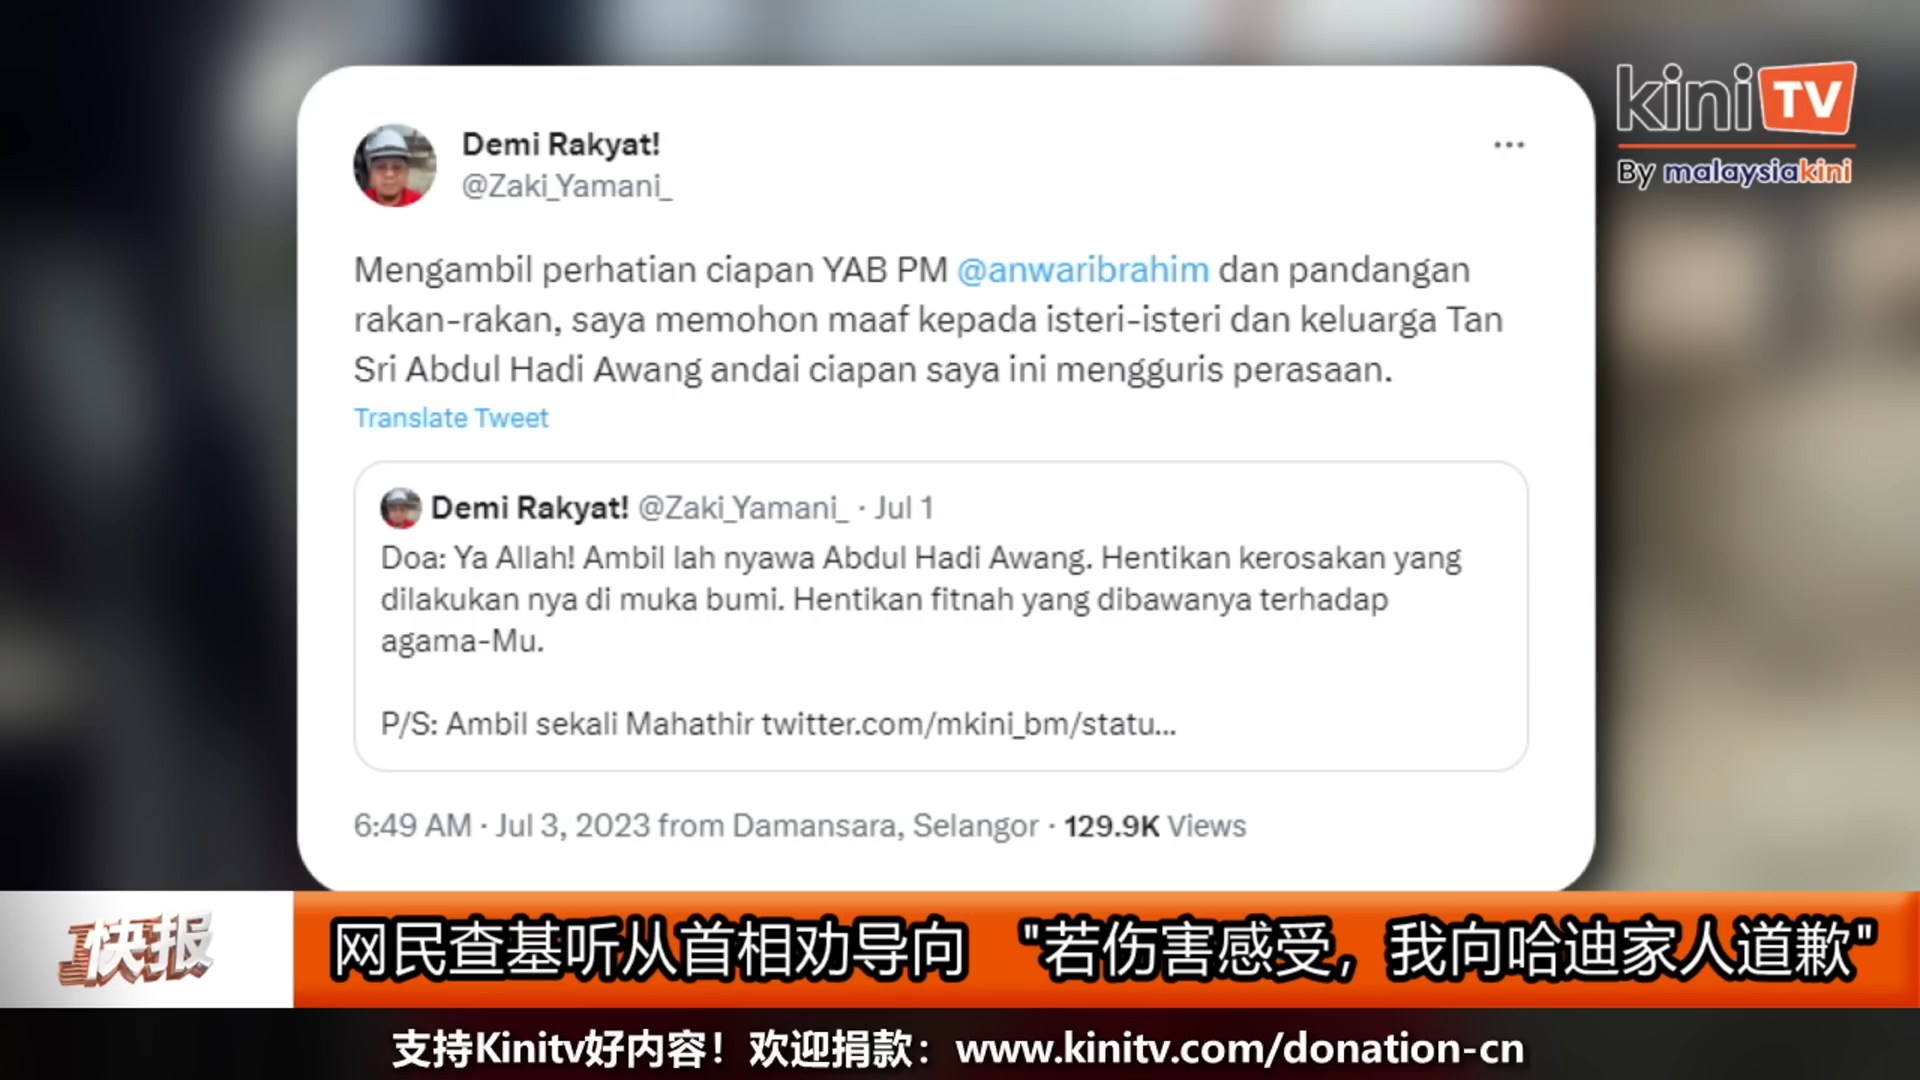 kiniTV
By malaysiakini
Demi Rakyat!
@Zaki_Yamani_
Mengambil perhatian ciapan YAB PM @anwaribrahim dan pandangan
rakan-rakan, saya memohon maaf kepada isteri-isteri dan keluarga Tan
Sri Abdul Hadi Awang andai ciapan saya ini mengguris perasaan.
Translate Tweet
Demi Rakyat! @Zaki_Yamani_ · Jul 1
Doa: Ya Allah! Ambil lah nyawa Abdul Hadi Awang. Hentikan kerosakan yang
dilakukan nya di muka bumi. Hentikan fitnah yang dibawanya terhadap
agama-Mu.
P/S: Ambil sekali Mahathir twitter.com/mkini_bm/statu...
6:49 AM · Jul 3, 2023 from Damansara, Selangor · 129.9K Views
快报
网民查基听从首相劝导向 "若伤害感受，我向哈迪家人道歉"
支持Kinitv好内容！欢迎捐款：www.kinitv.com/donation-cn